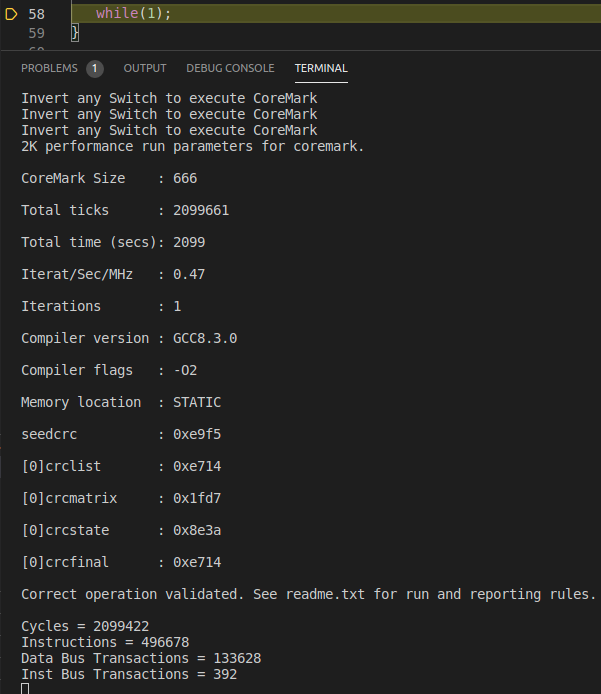 58 while(1);
59 }
PROBLEMS 1 OUTPUT DEBUG CONSOLE TERMINAL
Invert any Switch to execute CoreMark
Invert any Switch to execute CoreMark
Invert any Switch to execute CoreMark
2K performance run parameters for coremark.
CoreMark Size : 666
Total ticks : 2099661
Total time (secs): 2099
Iterat/Sec/MHz : 0.47
Iterations : 1
Compiler version : GCC8.3.0
Compiler flags : -O2
Memory location : STATIC
seedcrc : 0xe9f5
[0]crclist : 0xe714
[0]crcmatrix : 0x1fd7
[0]crcstate : 0x8e3a
[0]crcfinal : 0xe714
Correct operation validated. See readme.txt for run and reporting rules.
Cycles = 2099422
Instructions = 496678
Data Bus Transactions = 133628
Inst Bus Transactions = 392